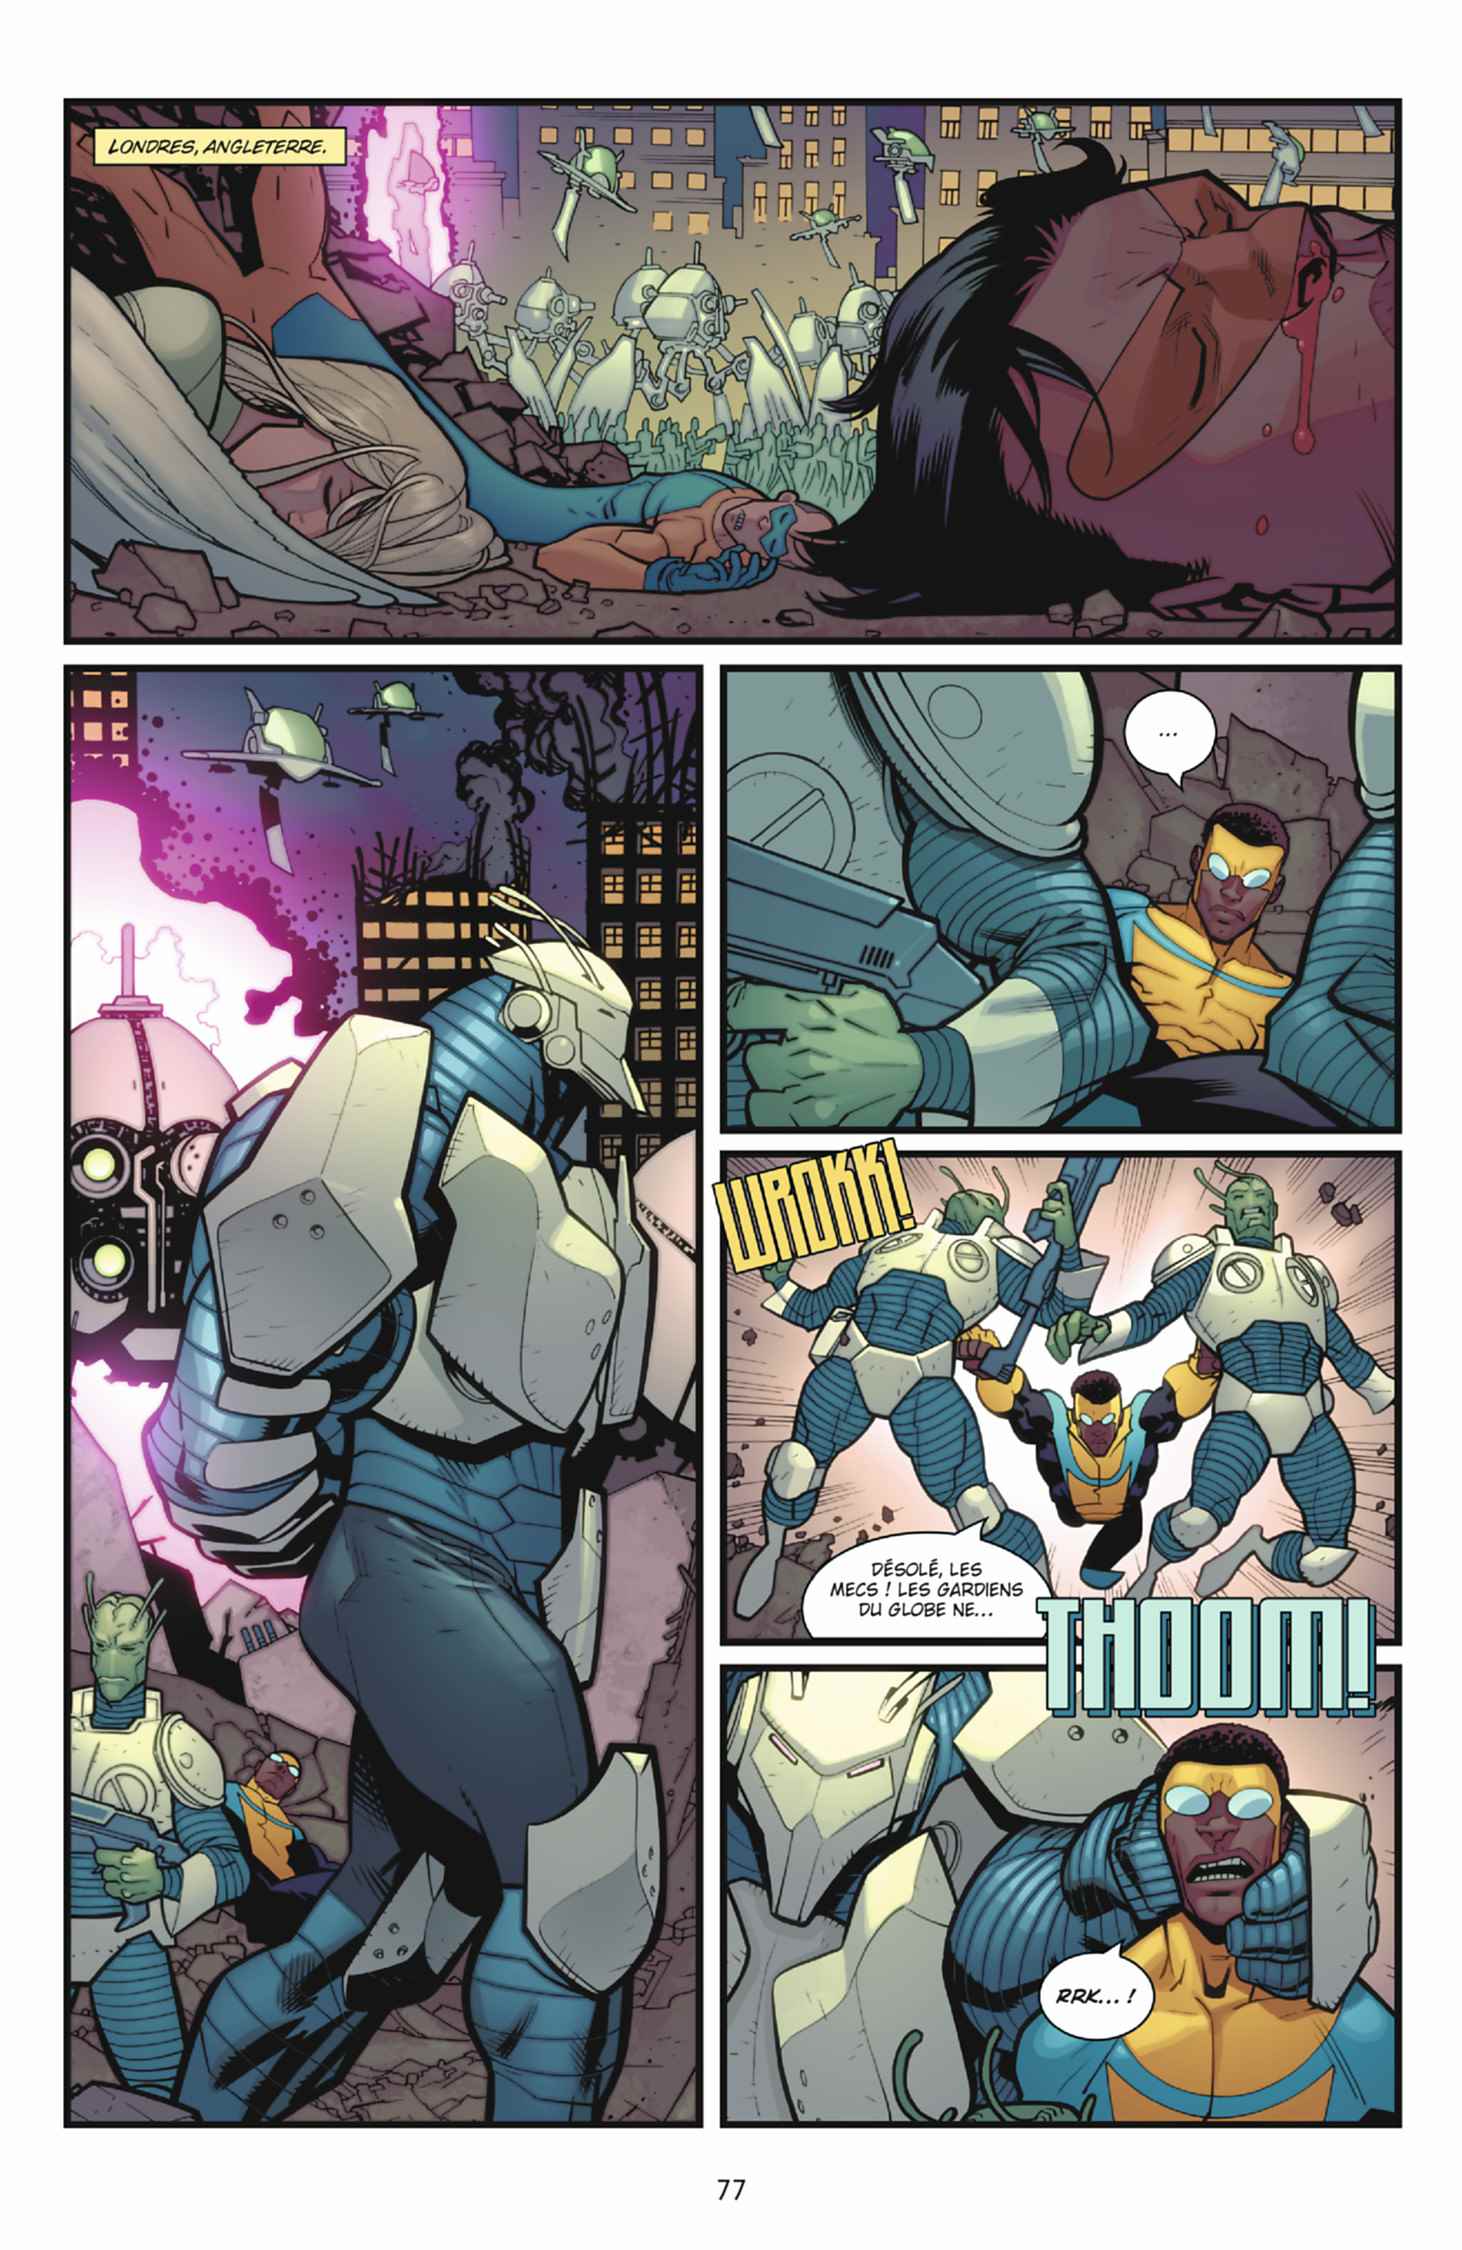 LONDRES, ANGLETERRE.
...
WROKK!
DÉSOLÉ, LES
MECS ! LES GARDIENS
DU GLOBE NE...
THOOM!
RRK... !
77